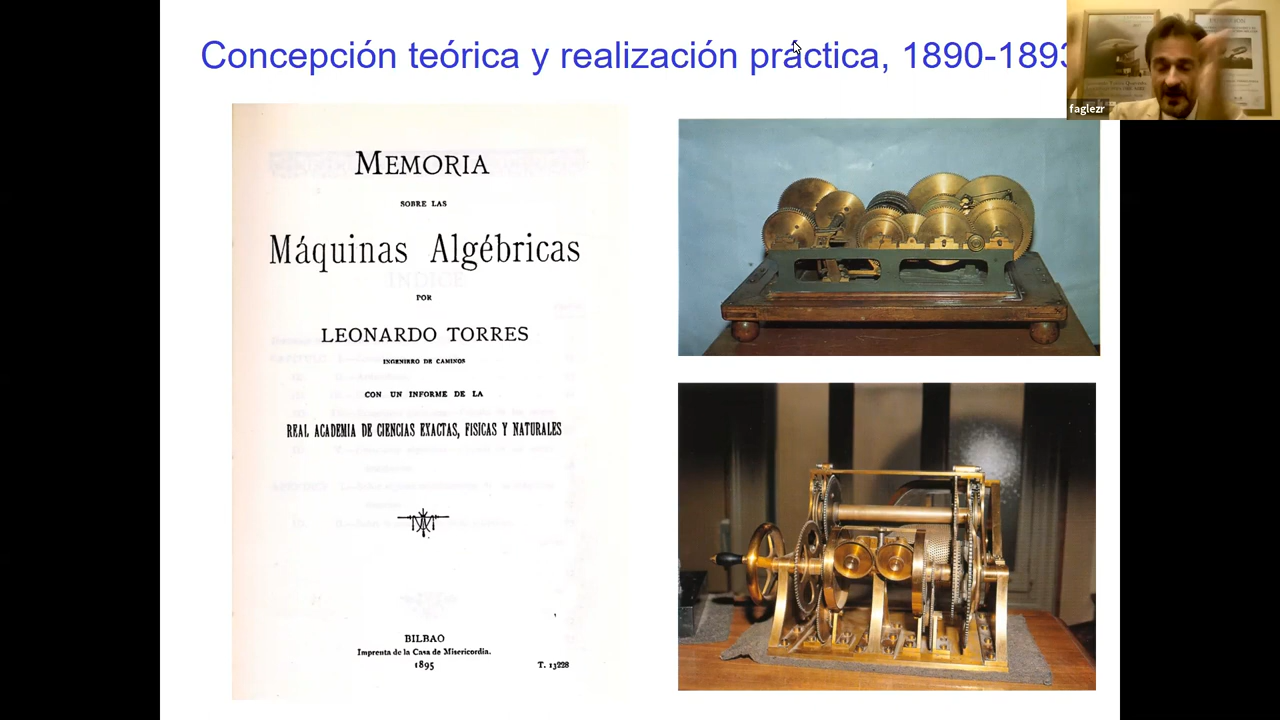 Concepción teórica y realización práctica, 1890-1893
faglezr
MEMORIA
SOBRE LAS
Máquinas Algébricas
POR
LEONARDO TORRES
INGENIERO DE CAMINOS
CON UN INFORME DE LA
REAL ACADEMIA DE CIENCIAS EXACTAS, FISICAS Y NATURALES
BILBAO
Imprenta de la Casa de Misericordia.
1895
T. 13228
INDICE